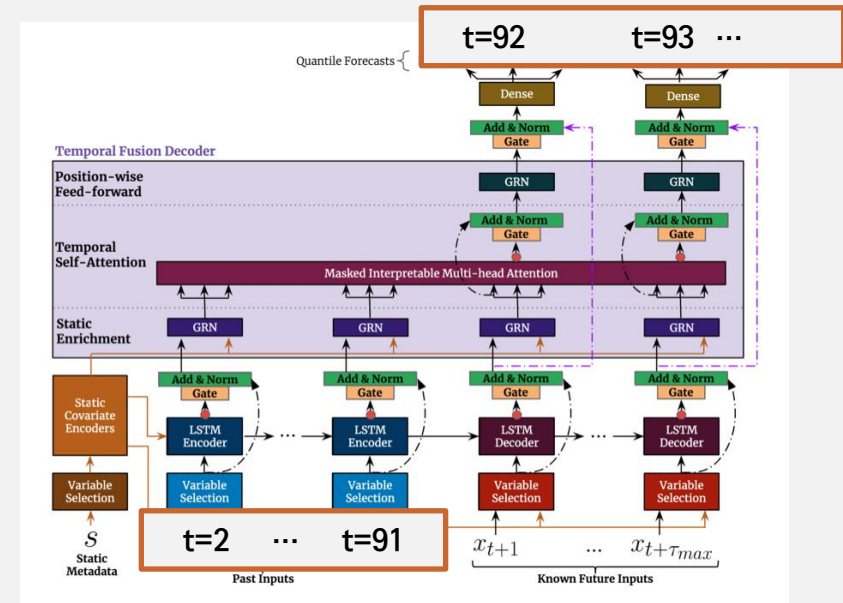 t=92 t=93 ...
Quantile Forecasts
Dense Dense
Add & Norm Add & Norm
Gate Gate
Temporal Fusion Decoder
Position-wise
Feed-forward
GRN GRN
Add & Norm Add & Norm
Gate Gate
Temporal
Self-Attention
Masked Interpretable Multi-head Attention
Static
Enrichment
GRN GRN GRN GRN
Add & Norm Add & Norm Add & Norm Add & Norm
Gate Gate Gate Gate
Static
Covariate
Encoders
LSTM
Encoder
...
LSTM
Encoder
LSTM
Decoder
...
LSTM
Decoder
Variable
Selection
Variable
Selection
Variable
Selection
Variable
Selection
Variable
Selection
s
Static
Metadata
t=2 ... t=91
Past Inputs
x_{t+1} ... x_{t+τ_{max}}
Known Future Inputs